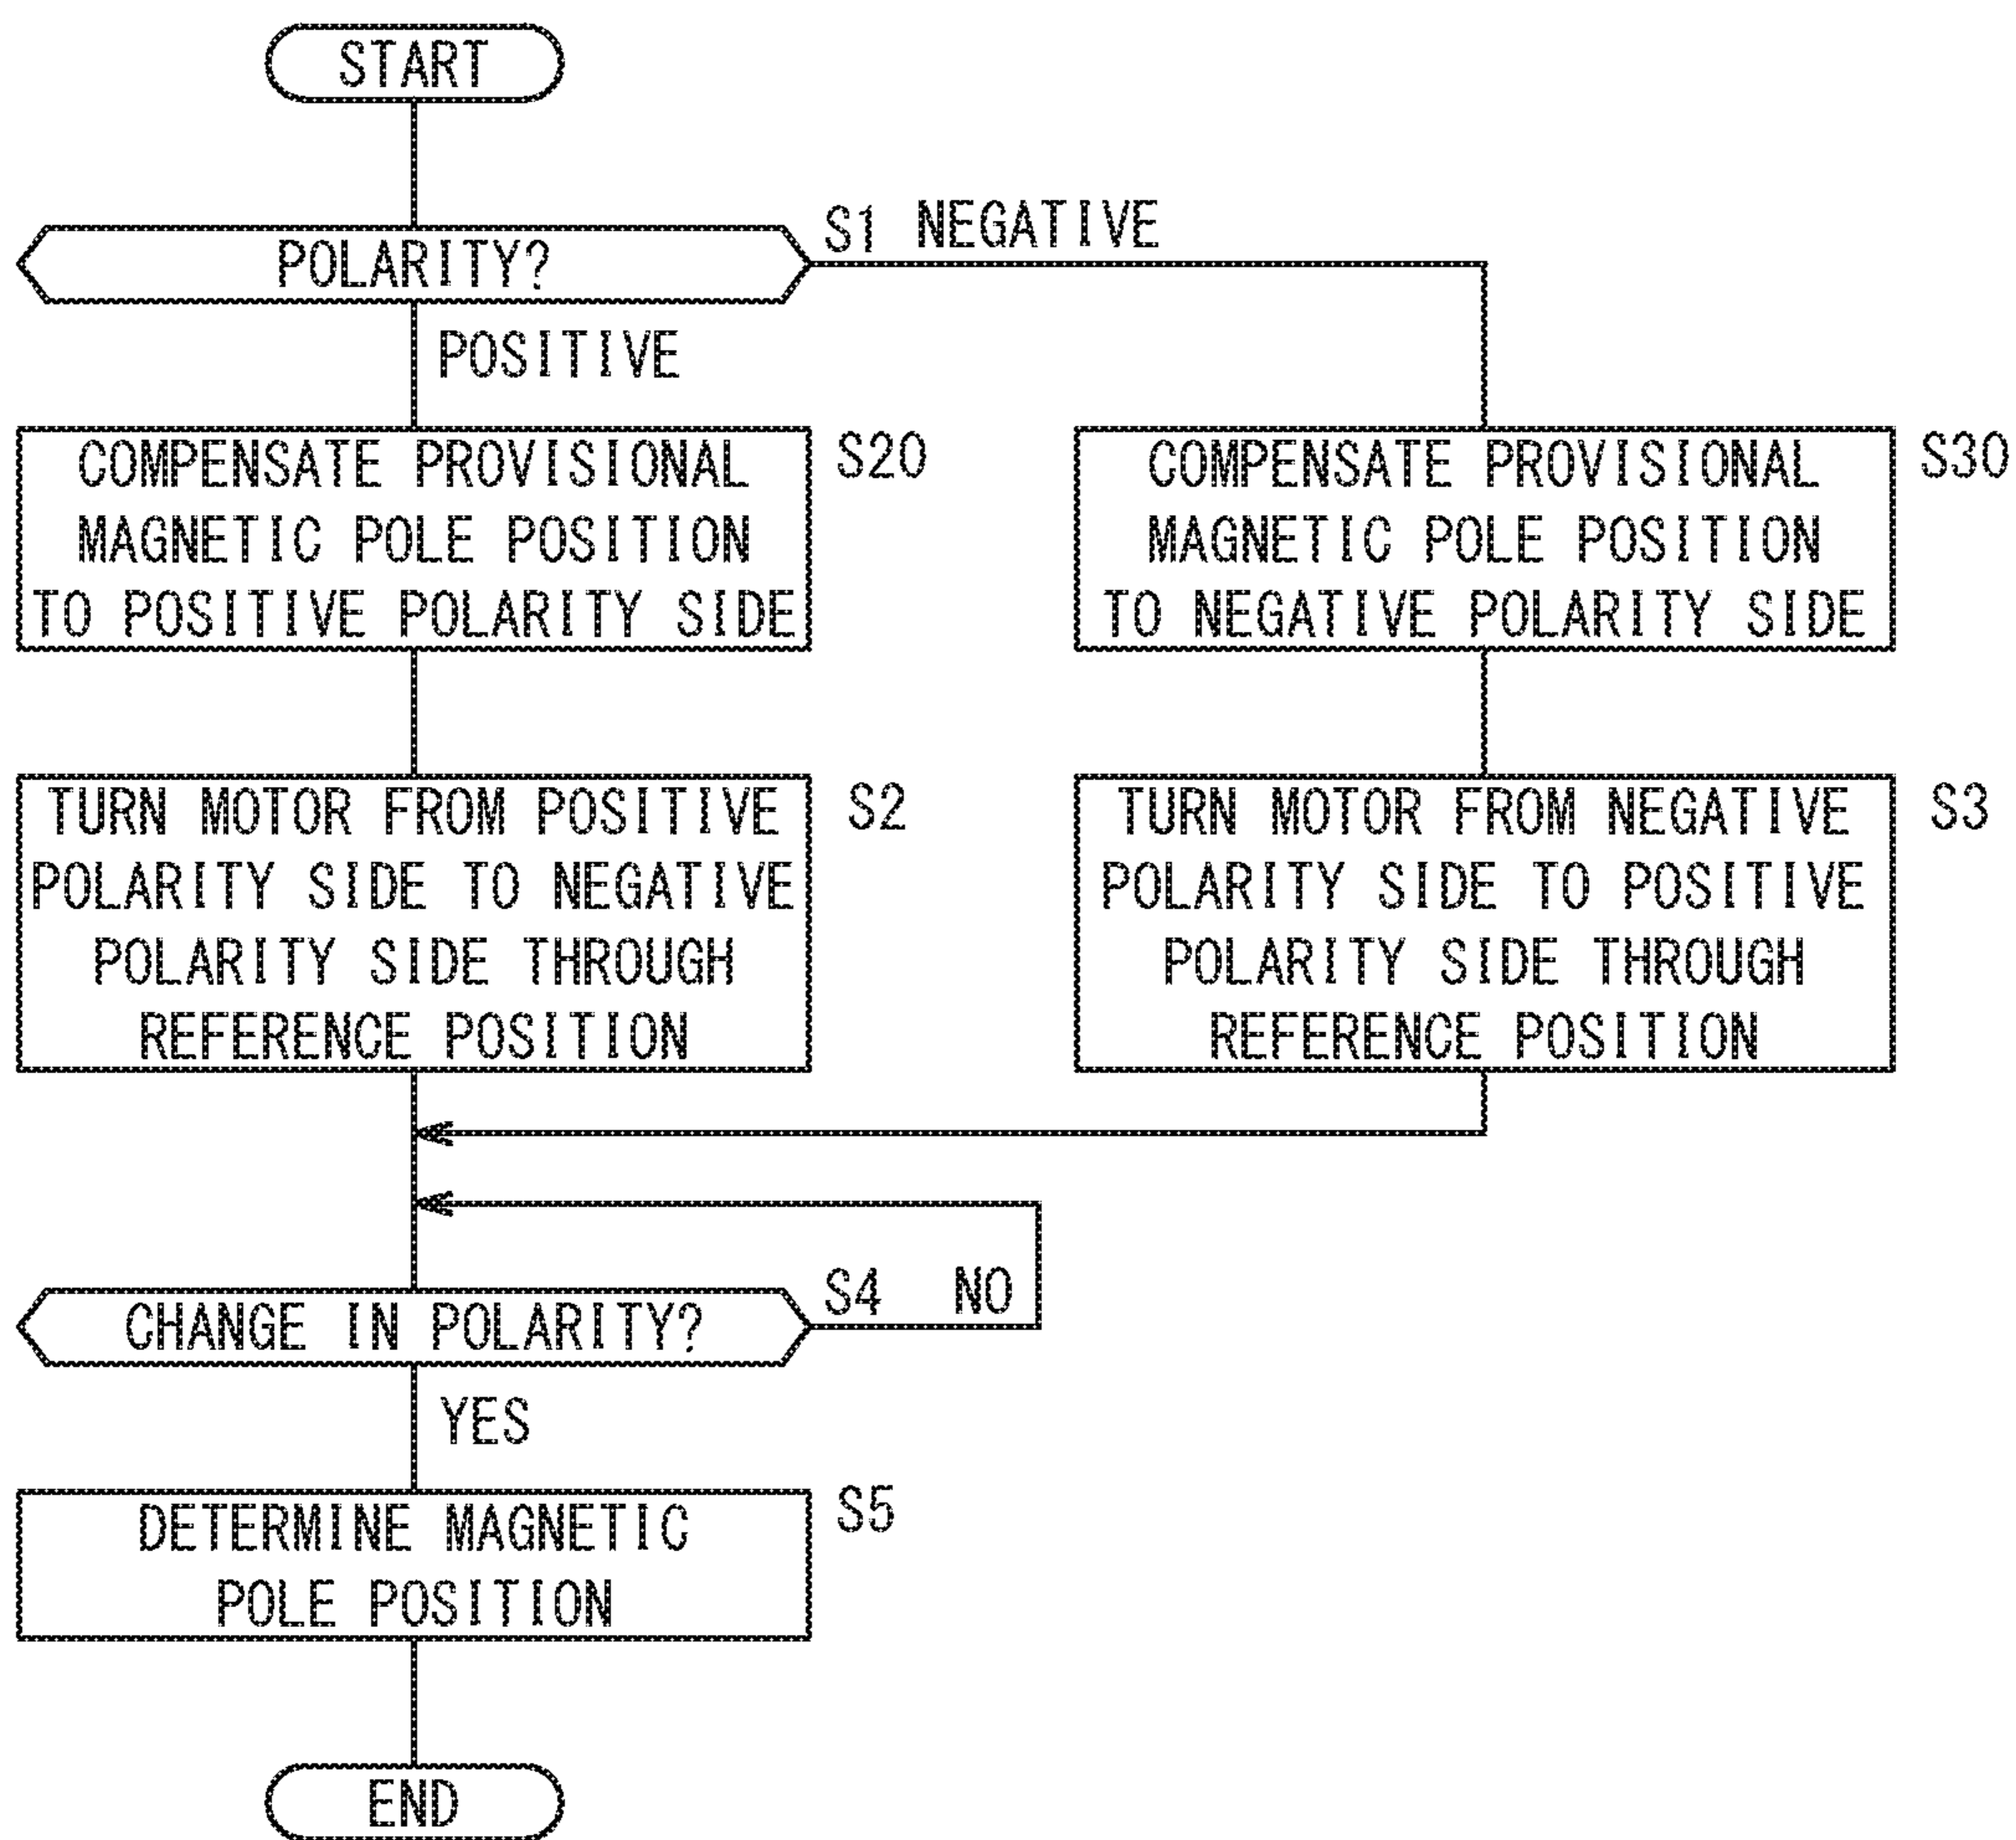 START
POLARITY?
S1 NEGATIVE
POSITIVE
COMPENSATE PROVISIONAL
MAGNETIC POLE POSITION
TO POSITIVE POLARITY SIDE
S20
COMPENSATE PROVISIONAL
MAGNETIC POLE POSITION
TO NEGATIVE POLARITY SIDE
S30
TURN MOTOR FROM POSITIVE
POLARITY SIDE TO NEGATIVE
POLARITY SIDE THROUGH
REFERENCE POSITION
S2
TURN MOTOR FROM NEGATIVE
POLARITY SIDE TO POSITIVE
POLARITY SIDE THROUGH
REFERENCE POSITION
S3
CHANGE IN POLARITY?
S4 NO
YES
DETERMINE MAGNETIC
POLE POSITION
S5
END